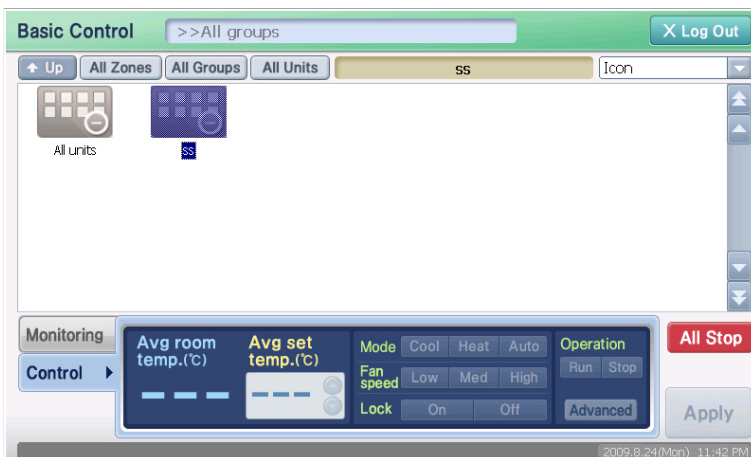 Basic Control >>All groups X Log Out
Up All Zones All Groups All Units ss Icon
All units ss
Monitoring
Control
Avg room temp.(℃)
Avg set temp.(℃)
Mode Cool Heat Auto
Fan speed Low Med High
Lock On Off
Operation
Run Stop
Advanced
All Stop
Apply
2009.8.24(Mon) 11:42 PM